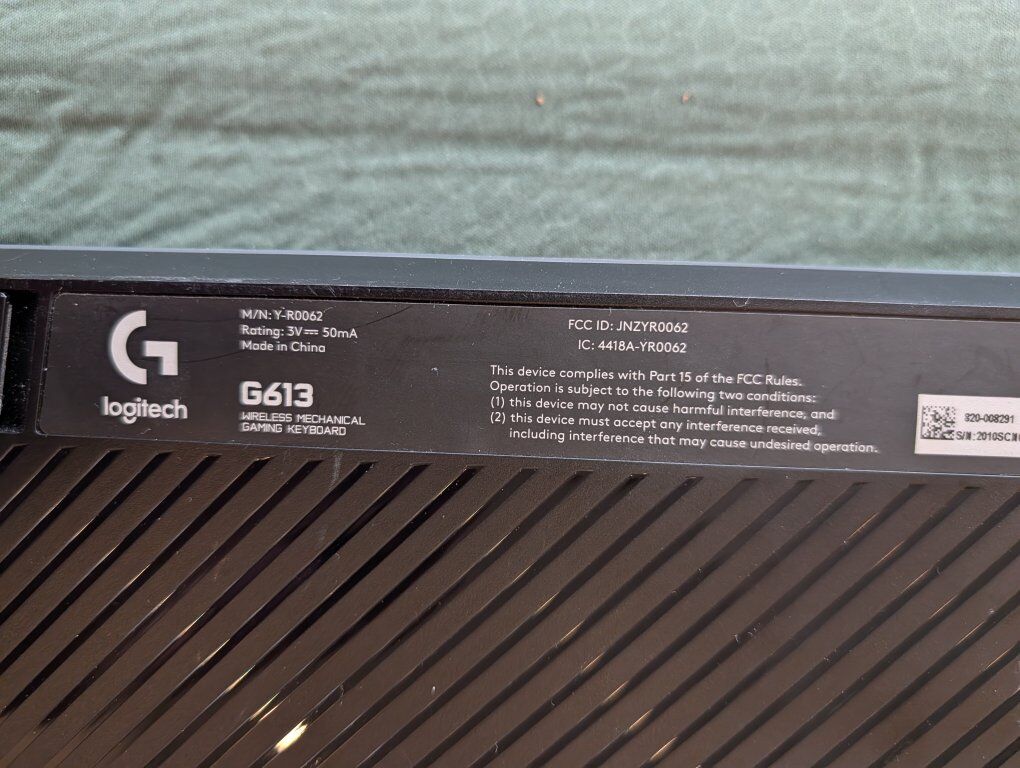 logitech
M/N: Y-R0062
Rating: 3V⎓ 50mA
Made in China
G613
WIRELESS MECHANICAL
GAMING KEYBOARD
FCC ID: JNZYR0062
IC: 4418A-YR0062
This device complies with Part 15 of the FCC Rules.
Operation is subject to the following two conditions:
(1) this device may not cause harmful interference, and
(2) this device must accept any interference received,
including interference that may cause undesired operation.
820-008291
S/N: 2010SC